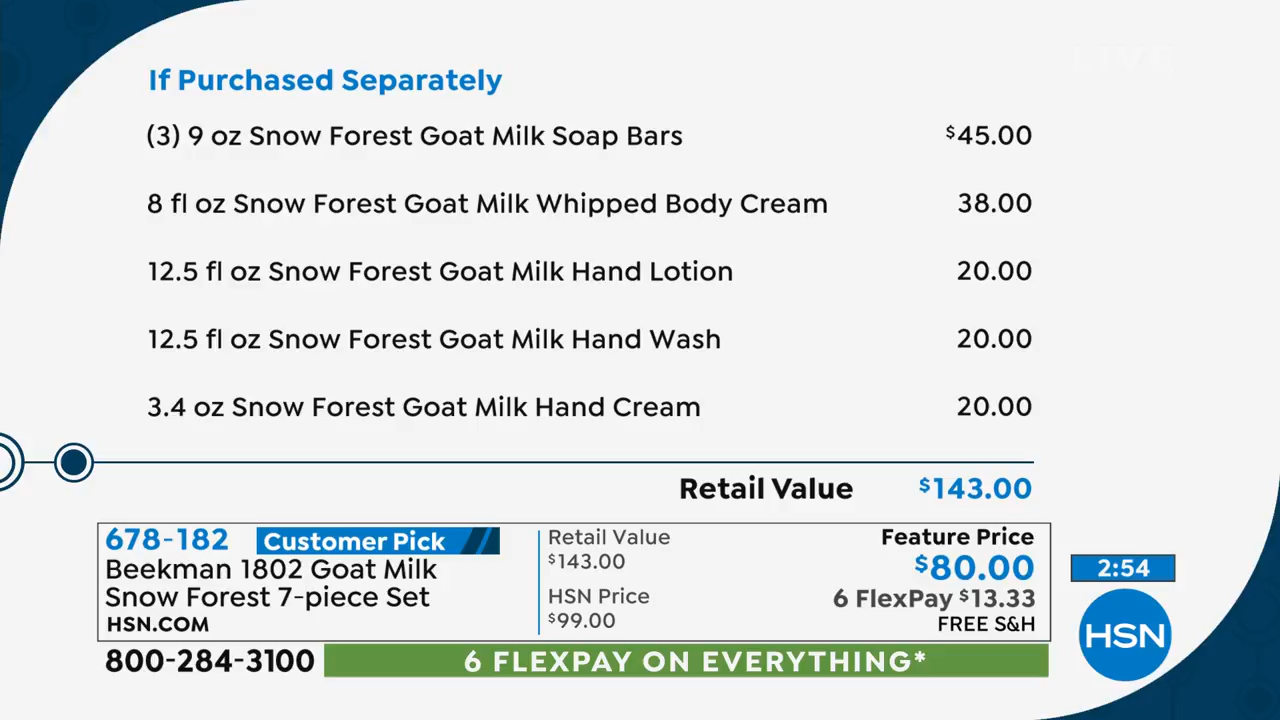 LIVE
If Purchased Separately
(3) 9 oz Snow Forest Goat Milk Soap Bars $45.00
8 fl oz Snow Forest Goat Milk Whipped Body Cream 38.00
12.5 fl oz Snow Forest Goat Milk Hand Lotion 20.00
12.5 fl oz Snow Forest Goat Milk Hand Wash 20.00
3.4 oz Snow Forest Goat Milk Hand Cream 20.00
Retail Value $143.00
678-182 Customer Pick
Beekman 1802 Goat Milk
Snow Forest 7-piece Set
HSN.COM
Retail Value
$143.00
HSN Price
$99.00
Feature Price
$80.00
6 FlexPay $13.33
FREE S&H
2:54
HSN
800-284-3100 6 FLEXPAY ON EVERYTHING*